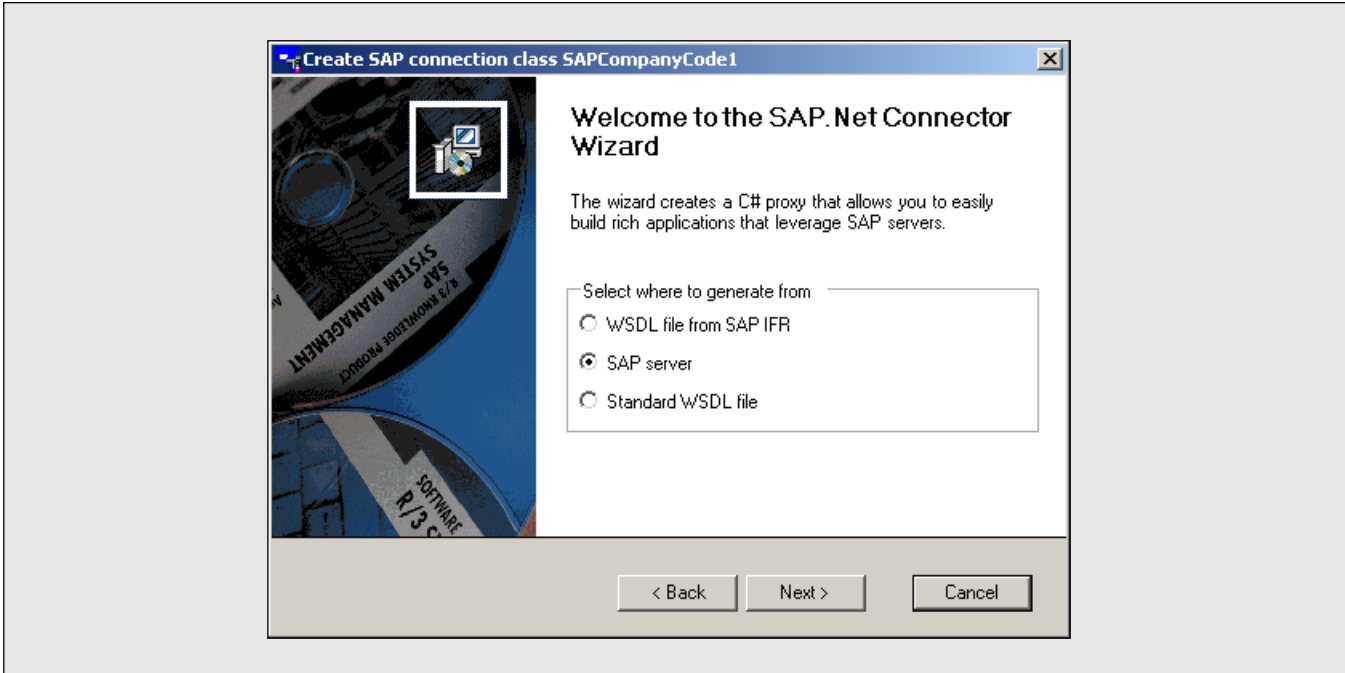 Create SAP connection class SAPCompanyCode1
Welcome to the SAP.Net Connector
Wizard
The wizard creates a C# proxy that allows you to easily
build rich applications that leverage SAP servers.
Select where to generate from
WSDL file from SAP IFR
SAP server
Standard WSDL file
SYSTEM MANAGEMENT
SAP
R/3 KNOWLEDGE PRODUCT
SOFTWARE
R/3
< Back
Next >
Cancel